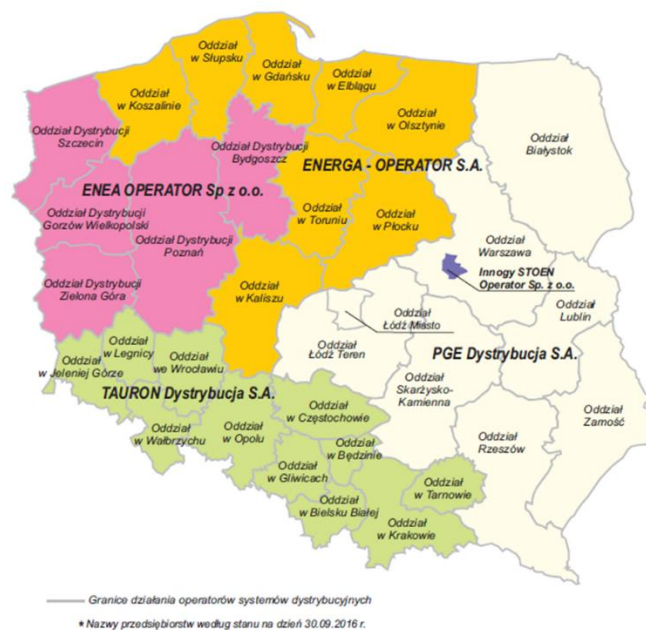 Oddział
w Słupsku
Oddział
w Gdańsku
Oddział
w Koszalinie
Oddział
w Elblągu
Oddział
w Olsztynie
Oddział Dystrybucji
Szczecin
Oddział Dystrybucji
Bydgoszcz
Oddział
Białystok
ENERGA - OPERATOR S.A.
ENEA OPERATOR Sp z o.o.
Oddział Dystrybucji
Gorzów Wielkopolski
Oddział
w Toruniu
Oddział
w Płocku
Oddział Dystrybucji
Poznań
Oddział
Warszawa
Innogy STOEN
Operator Sp. z o.o.
Oddział Dystrybucji
Zielona Góra
Oddział
w Kaliszu
Oddział
Lublin
Oddział
Łódź Missto
Oddział
w Legnicy
Oddział
w Jeleniej Górze
Oddział
we Wrocławiu
Oddział
Łódź Teren
PGE Dystrybucja S.A.
Oddział
Skarżysko-
Kamienna
TAURON Dystrybucja S.A.
Oddział
w Częstochowie
Oddział
Zamość
Oddział
w Wałbrzychu
Oddział
w Opolu
Oddział
w Będzinie
Oddział
Rzeszów
Oddział
w Gliwicach
Oddział
w Tarnowie
Oddział
w Bielsku Białej
Oddział
w Krakowie
Granice działania operatorów systemów dystrybucyjnych
* Nazwy przedsiębiorstw według stanu na dzień 30.09.2016 r.